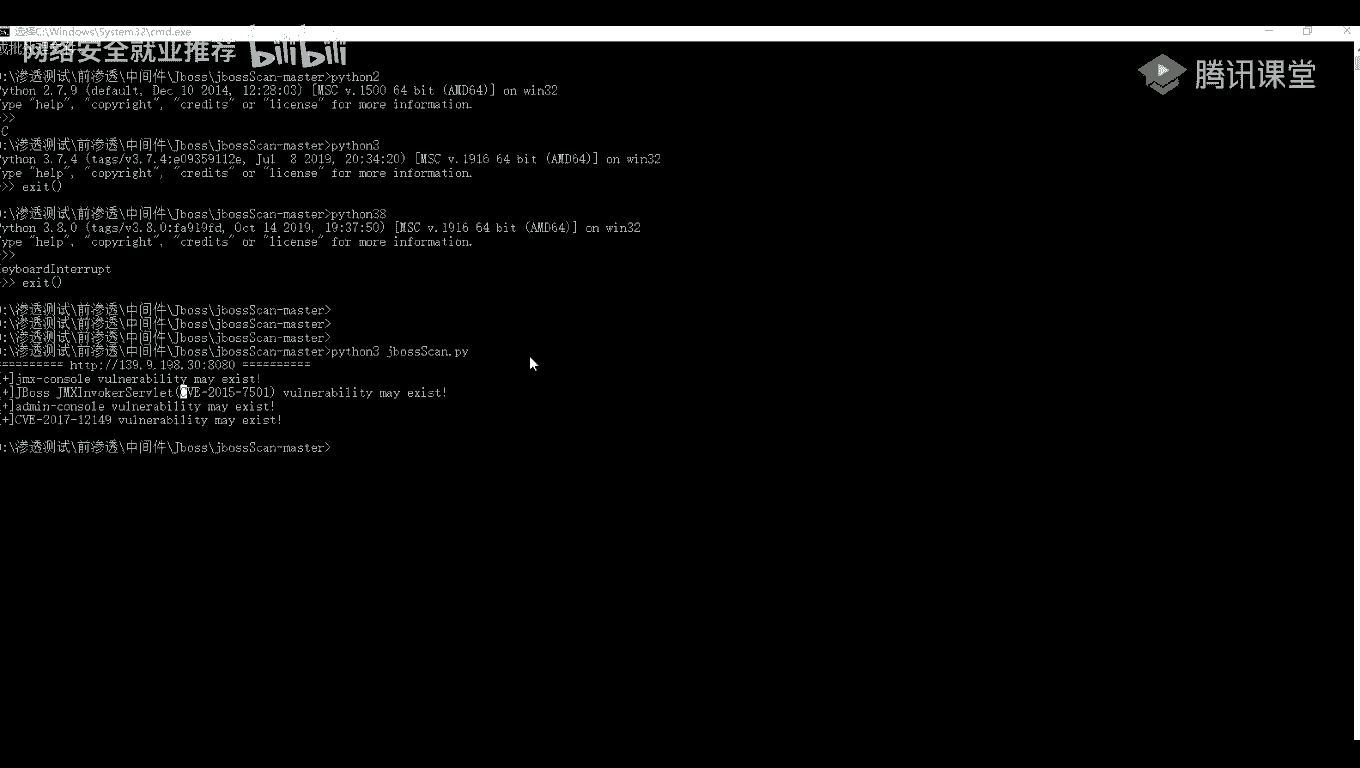 选择C:\Windows\System32\cmd.exe
网络安全就业推荐 bilibili
腾讯课堂
:\渗透测试\前渗透\中间件\Jboss\jbossScan-master>python2
ython 2.7.9 (default, Dec 10 2014, 12:28:03) [MSC v.1500 64 bit (AMD64)] on win32
ype "help", "copyright", "credits" or "license" for more information.
>>
C
:\渗透测试\前渗透\中间件\Jboss\jbossScan-master>python3
ython 3.7.4 (tags/v3.7.4:e09359112e, Jul  8 2019, 20:34:20) [MSC v.1916 64 bit (AMD64)] on win32
ype "help", "copyright", "credits" or "license" for more information.
>> exit()
:\渗透测试\前渗透\中间件\Jboss\jbossScan-master>python38
ython 3.8.0 (tags/v3.8.0:fa919fd, Oct 14 2019, 19:37:50) [MSC v.1916 64 bit (AMD64)] on win32
ype "help", "copyright", "credits" or "license" for more information.
>>
eyboardInterrupt
>> exit()
:\渗透测试\前渗透\中间件\Jboss\jbossScan-master>
:\渗透测试\前渗透\中间件\Jboss\jbossScan-master>
:\渗透测试\前渗透\中间件\Jboss\jbossScan-master>
:\渗透测试\前渗透\中间件\Jboss\jbossScan-master>python3 jbossScan.py
========== http://139.9.198.30:8080 ==========
[+]jmx-console vulnerability may exist!
[+]JBoss JMXInvokerServlet(CVE-2015-7501) vulnerability may exist!
[+]admin-console vulnerability may exist!
[+]CVE-2017-12149 vulnerability may exist!
:\渗透测试\前渗透\中间件\Jboss\jbossScan-master>